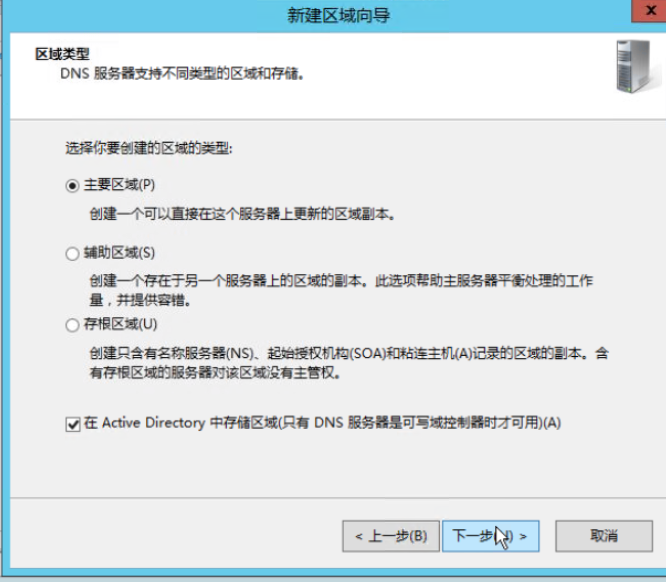 新建区域向导
x
区域类型
DNS 服务器支持不同类型的区域和存储。
选择你要创建的区域的类型:
主要区域(P)
创建一个可以直接在这个服务器上更新的区域副本。
辅助区域(S)
创建一个存在于另一个服务器上的区域的副本。此选项帮助主服务器平衡处理的工作
量，并提供容错。
存根区域(U)
创建只含有名称服务器(NS)、起始授权机构(SOA)和粘连主机(A)记录的区域的副本。含
有存根区域的服务器对该区域没有主管权。
在 Active Directory 中存储区域(只有 DNS 服务器是可写域控制器时才可用)(A)
< 上一步(B) 下一步(N) > 取消